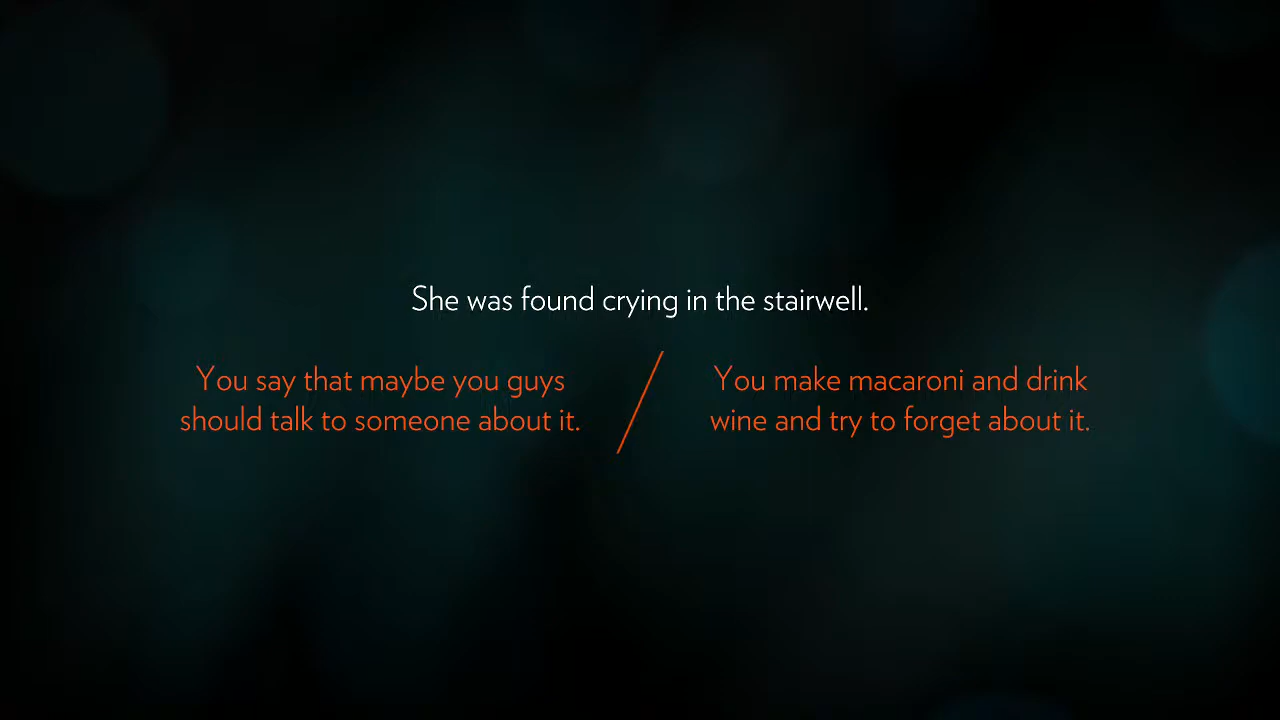 She was found crying in the stairwell.
You say that maybe you guys
should talk to someone about it.
You make macaroni and drink
wine and try to forget about it.